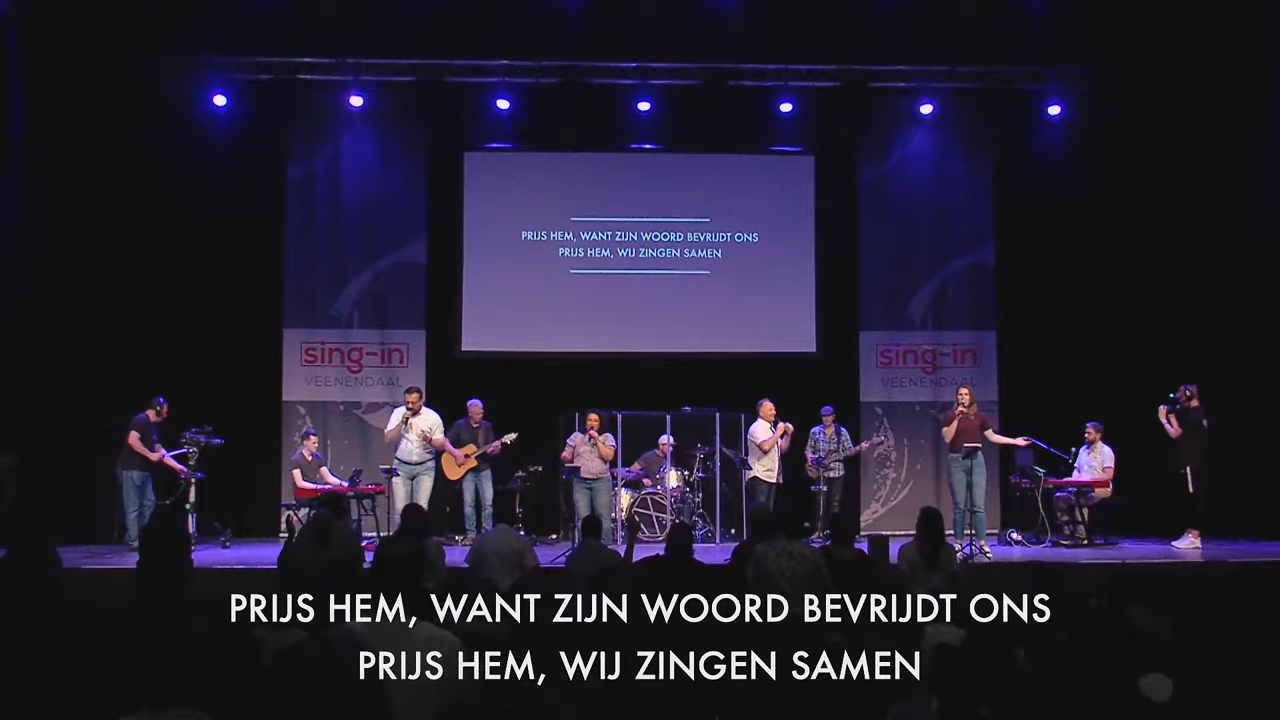 PRIJS HEM, WANT ZIJN WOORD BEVRIJDT ONS
PRIJS HEM, WIJ ZINGEN SAMEN
sing-in
VEENENDAAL
sing-in
VEENENDAAL
PRIJS HEM, WANT ZIJN WOORD BEVRIJDT ONS
PRIJS HEM, WIJ ZINGEN SAMEN